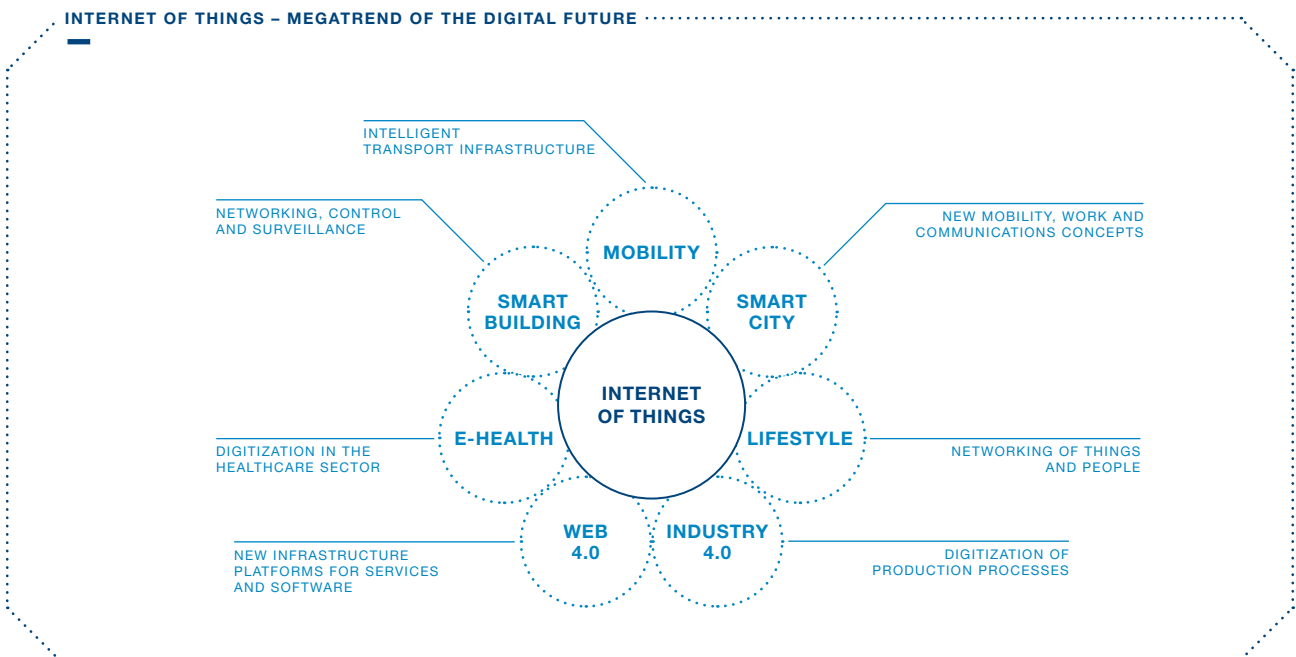 INTERNET OF THINGS – MEGATREND OF THE DIGITAL FUTURE
INTELLIGENT
TRANSPORT INFRASTRUCTURE
NETWORKING, CONTROL
AND SURVEILLANCE
NEW MOBILITY, WORK AND
COMMUNICATIONS CONCEPTS
MOBILITY
SMART
BUILDING
SMART
CITY
INTERNET
OF THINGS
E-HEALTH
LIFESTYLE
DIGITIZATION IN THE
HEALTHCARE SECTOR
NETWORKING OF THINGS
AND PEOPLE
WEB
4.0
INDUSTRY
4.0
NEW INFRASTRUCTURE
PLATFORMS FOR SERVICES
AND SOFTWARE
DIGITIZATION OF
PRODUCTION PROCESSES